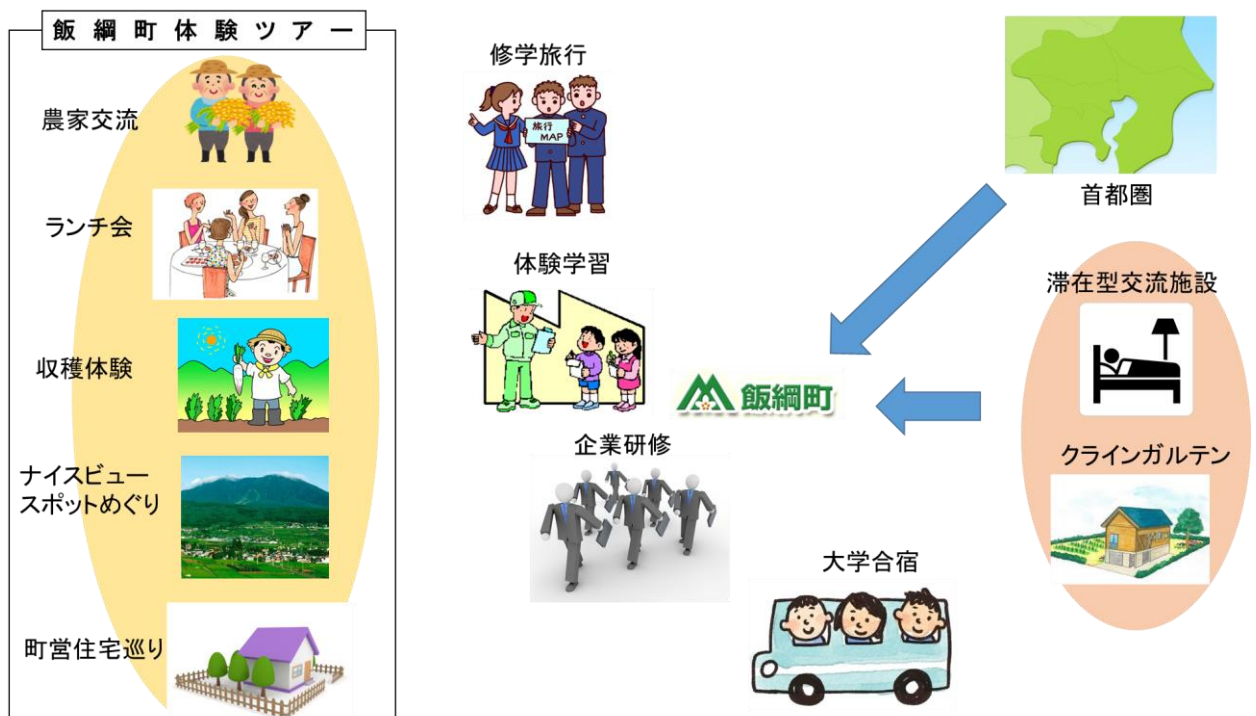 飯綱町体験ツアー
農家交流
ランチ会
収穫体験
ナイスビュー
スポットめぐり
町営住宅巡り
修学旅行
旅行
MAP
体験学習
飯綱町
企業研修
大学合宿
首都圏
滞在型交流施設
クラインガルテン